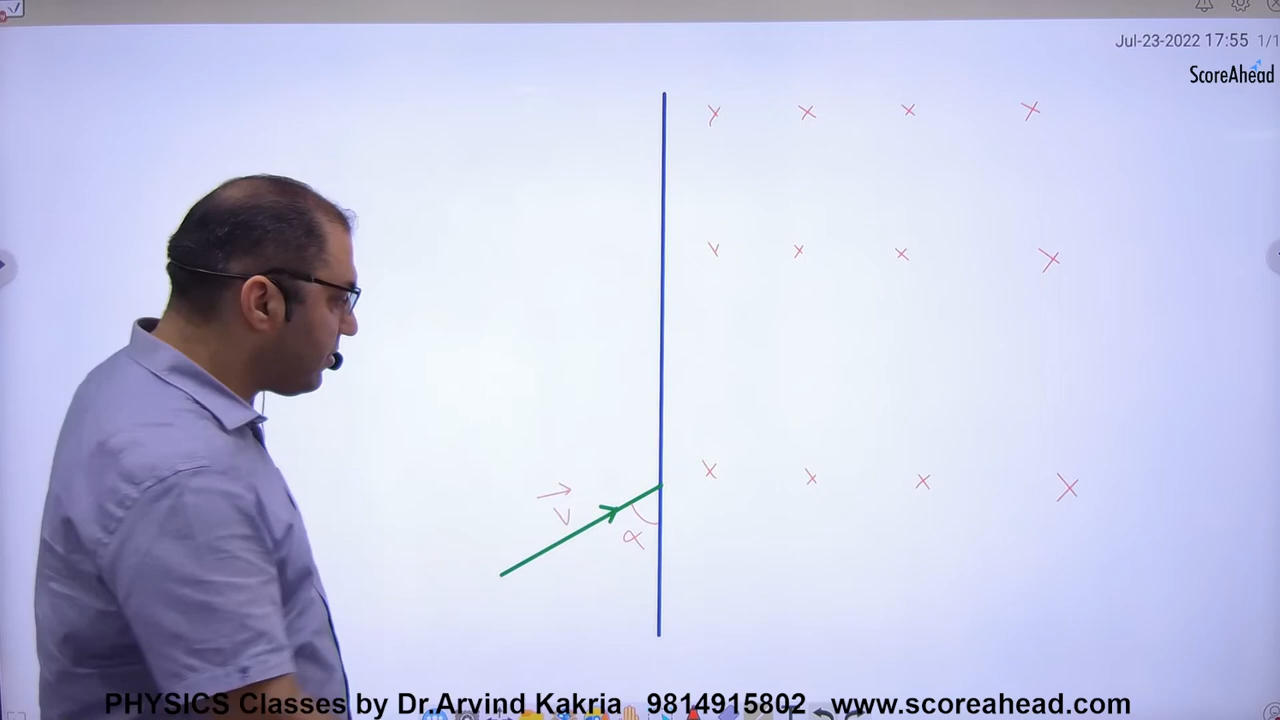 Jul-23-2022 17:55 1/1
ScoreAhead
y x x x
x x x x
x x x x
v
α
PHYSICS Classes by Dr.Arvind Kakria 9814915802 www.scoreahead.com